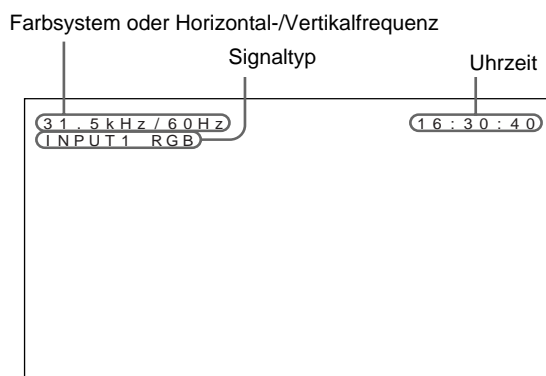 Farbsystem oder Horizontal-/Vertikalfrequenz
Signaltyp
Uhrzeit
31.5kHz/60Hz
16:30:40
INPUT1 RGB